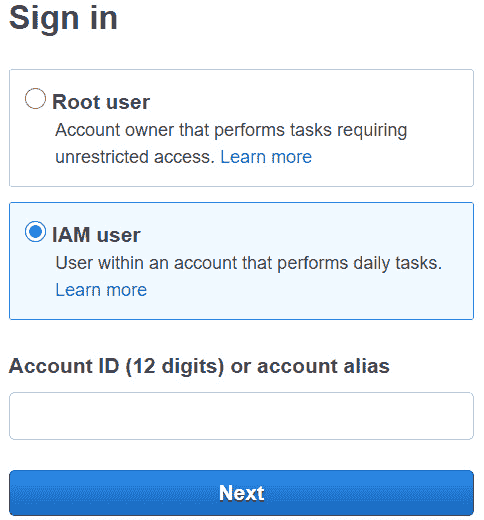 Sign in
Root user
Account owner that performs tasks requiring
unrestricted access. Learn more
IAM user
User within an account that performs daily tasks.
Learn more
Account ID (12 digits) or account alias
Next